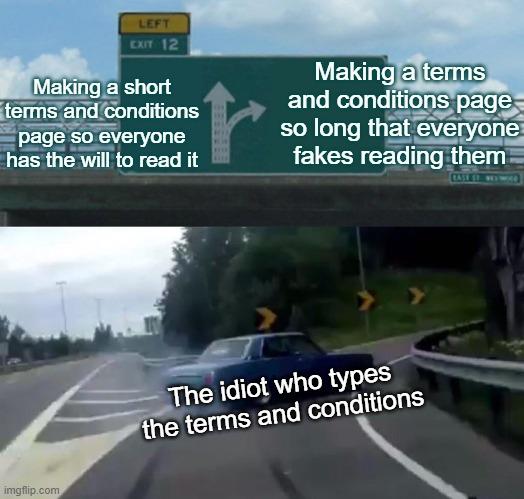 LEFT
EXIT 12
Making a short
terms and conditions
page so everyone
has the will to read it
Making a terms
and conditions page
so long that everyone
fakes reading them
The idiot who types
the terms and conditions
imgflip.com